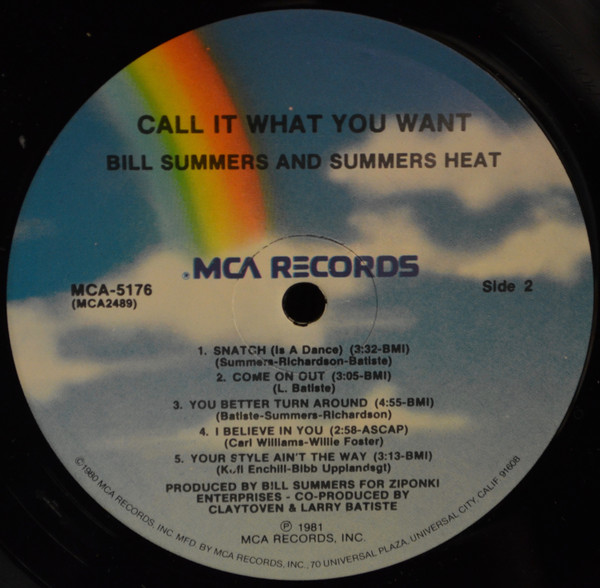 CALL IT WHAT YOU WANT
BILL SUMMERS AND SUMMERS HEAT
MCA RECORDS
MCA-5176
(MCA2489)
Side 2
1. SNATCH (Is A Dance) (3:32-BMI)
(Summers-Richardson-Batiste)
2. COME ON OUT (3:05-BMI)
(L. Batiste)
3. YOU BETTER TURN AROUND (4:55-BMI)
(Batiste-Summers-Richardson)
4. I BELIEVE IN YOU (2:58-ASCAP)
(Carl Williams-Willie Foster)
5. YOUR STYLE AIN'T THE WAY (3:13-BMI)
Enchill-Bibb
PRODUCED BY BILL SUMMERS FOR ZIPONKI
ENTERPRISES - CO-PRODUCED BY
CLAYTOVEN & LARRY BATISTE
℗ 1981
MCA RECORDS, INC.
©1980 MCA RECORDS, INC. MFD. BY MCA RECORDS, INC., 70 UNIVERSAL PLAZA, UNIVERSAL CITY, CALIF. 91608